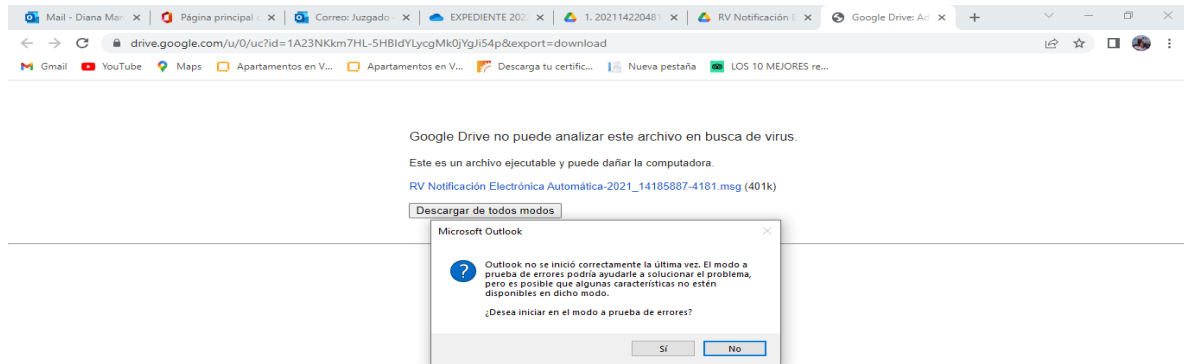 Mail - Diana Mar
Página principal
Correo: Juzgado
EXPEDIENTE 202
1. 202114220481
RV Notificación E
Google Drive: Ad
drive.google.com/u/0/uc?id=1A23NKkm7HL-5HBIdYLycgMk0jYgJi54p&export=download
Gmail
YouTube
Maps
Apartamentos en V...
Apartamentos en V...
Descarga tu certific...
Nueva pestaña
LOS 10 MEJORES re...
Google Drive no puede analizar este archivo en busca de virus.
Este es un archivo ejecutable y puede dañar la computadora.
RV Notificación Electrónica Automática-2021_14185887-4181.msg (401k)
Descargar de todos modos
Microsoft Outlook
Outlook no se inició correctamente la última vez. El modo a
prueba de errores podría ayudarle a solucionar el problema,
pero es posible que algunas características no estén
disponibles en dicho modo.
¿Desea iniciar en el modo a prueba de errores?
Sí
No